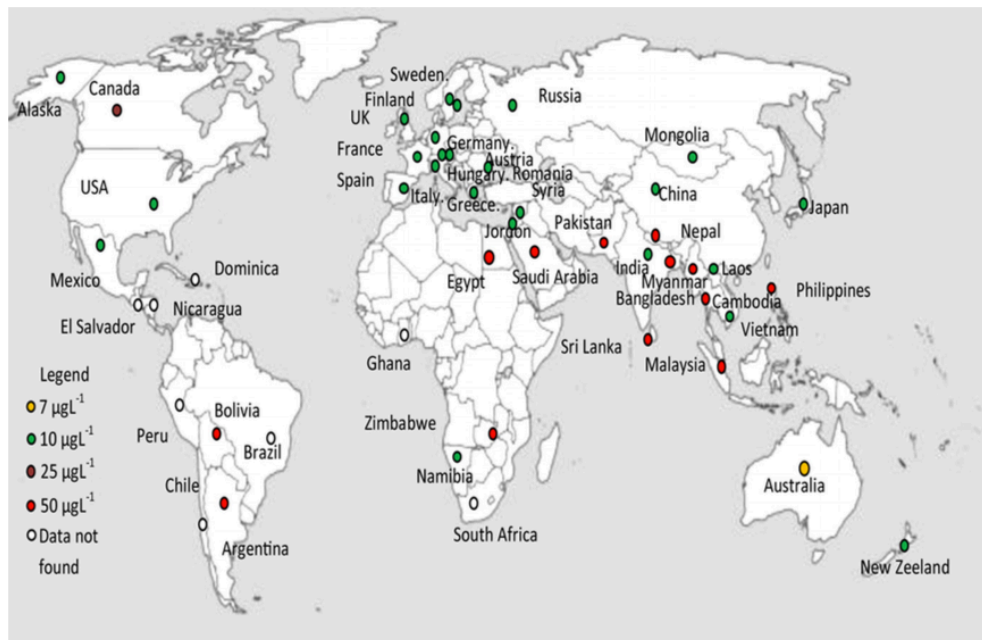 Sweden.
Canada
Finland
Russia
Alaska
UK
Mongolia
Germany.
France
Austria
Hungary. Romania
USA
Spain
Italy.
Syria
China
Greece.
Japan
Pakistan
Nepal
Jordon
Dominica
India
Laos
Mexico
Egypt
Saudi Arabia
Myanmar
Philippines
Bangladesh
Cambodia
Nicaragua
El Salvador
Vietnam
Ghana
Sri Lanka
Malaysia
Legend
7 µgL⁻¹
10 µgL⁻¹
25 µgL⁻¹
50 µgL⁻¹
Data not
found
Bolivia
Zimbabwe
Peru
Brazil
Namibia
Chile
Australia
South Africa
Argentina
New Zeeland